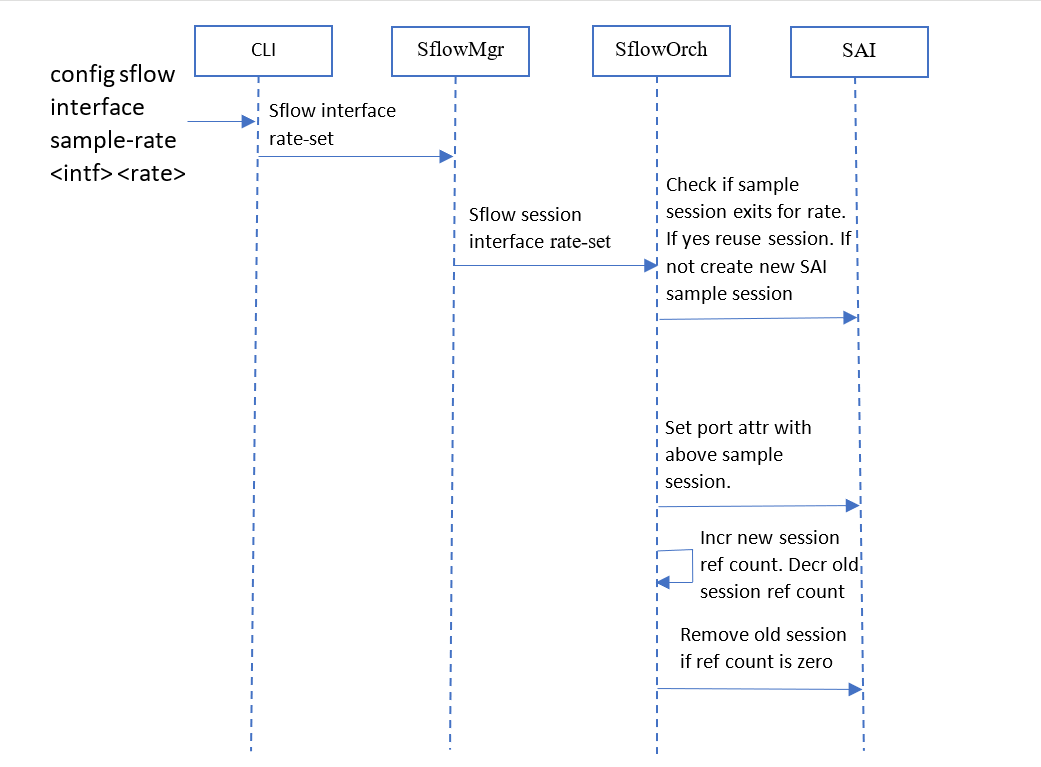 CLI
SflowMgr
SflowOrch
SAI
config sflow
interface
sample-rate
<intf> <rate>
Sflow interface
rate-set
Sflow session
interface rate-set
Check if sample
session exits for rate.
If yes reuse session. If
not create new SAI
sample session
Set port attr with
above sample
session.
Incr new session
ref count. Decr old
session ref count
Remove old session
if ref count is zero